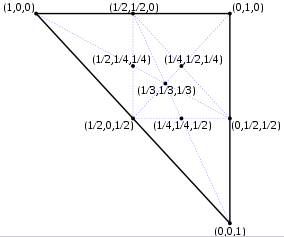 (1,0,0) (1/2,1/2,0) (0,1,0)
(1/2,1/4,1/4) (1/4,1/2,1/4)
(1/3,1/3,1/3)
(1/2,0,1/2) (1/4,1/4,1/2) (0,1/2,1/2)
(0,0,1)